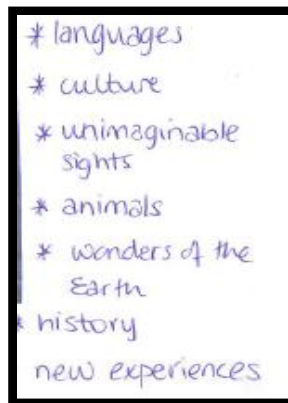 * languages
* culture
* unimaginable
sights
* animals
* wonders of the
Earth
* history
new experiences